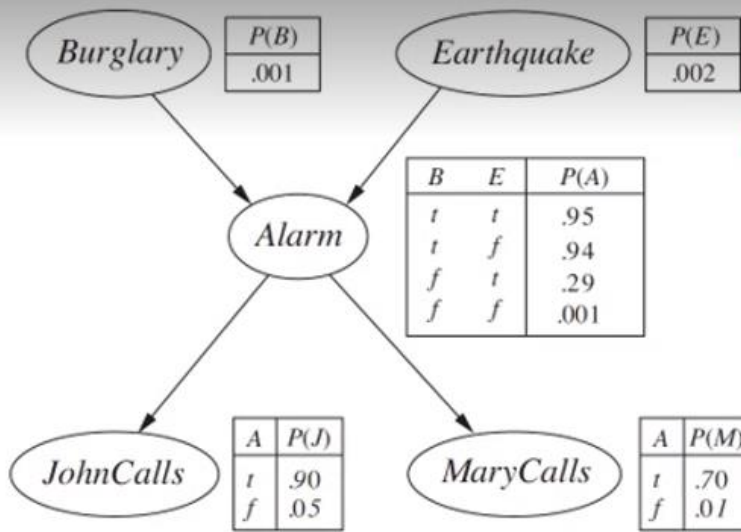 Burglary
P(B)
.001
Earthquake
P(E)
.002
Alarm
B E P(A)
t t .95
t f .94
f t .29
f f .001
JohnCalls
A P(J)
t .90
f .05
MaryCalls
A P(M)
t .70
f .01